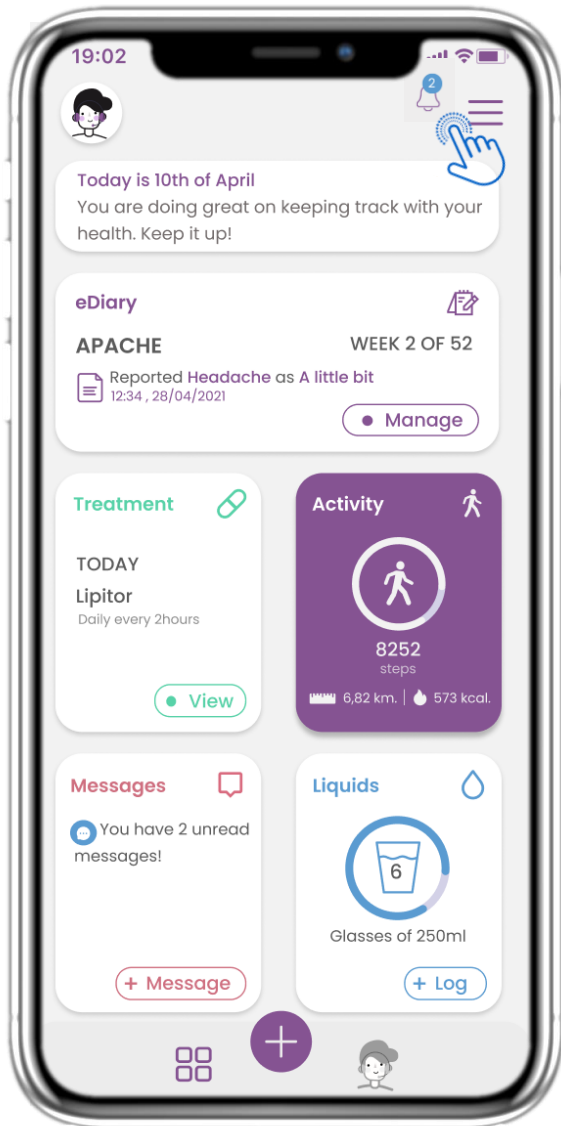 19:02
2
Today is 10th of April
You are doing great on keeping track with your
health. Keep it up!
eDiary
APACHE
WEEK 2 OF 52
Reported Headache as A little bit
12:34 , 28/04/2021
Manage
Treatment
TODAY
Lipitor
Daily every 2hours
View
Activity
8252
steps
6,82 km. | 573 kcal.
Messages
You have 2 unread
messages!
+ Message
Liquids
6
Glasses of 250ml
+ Log